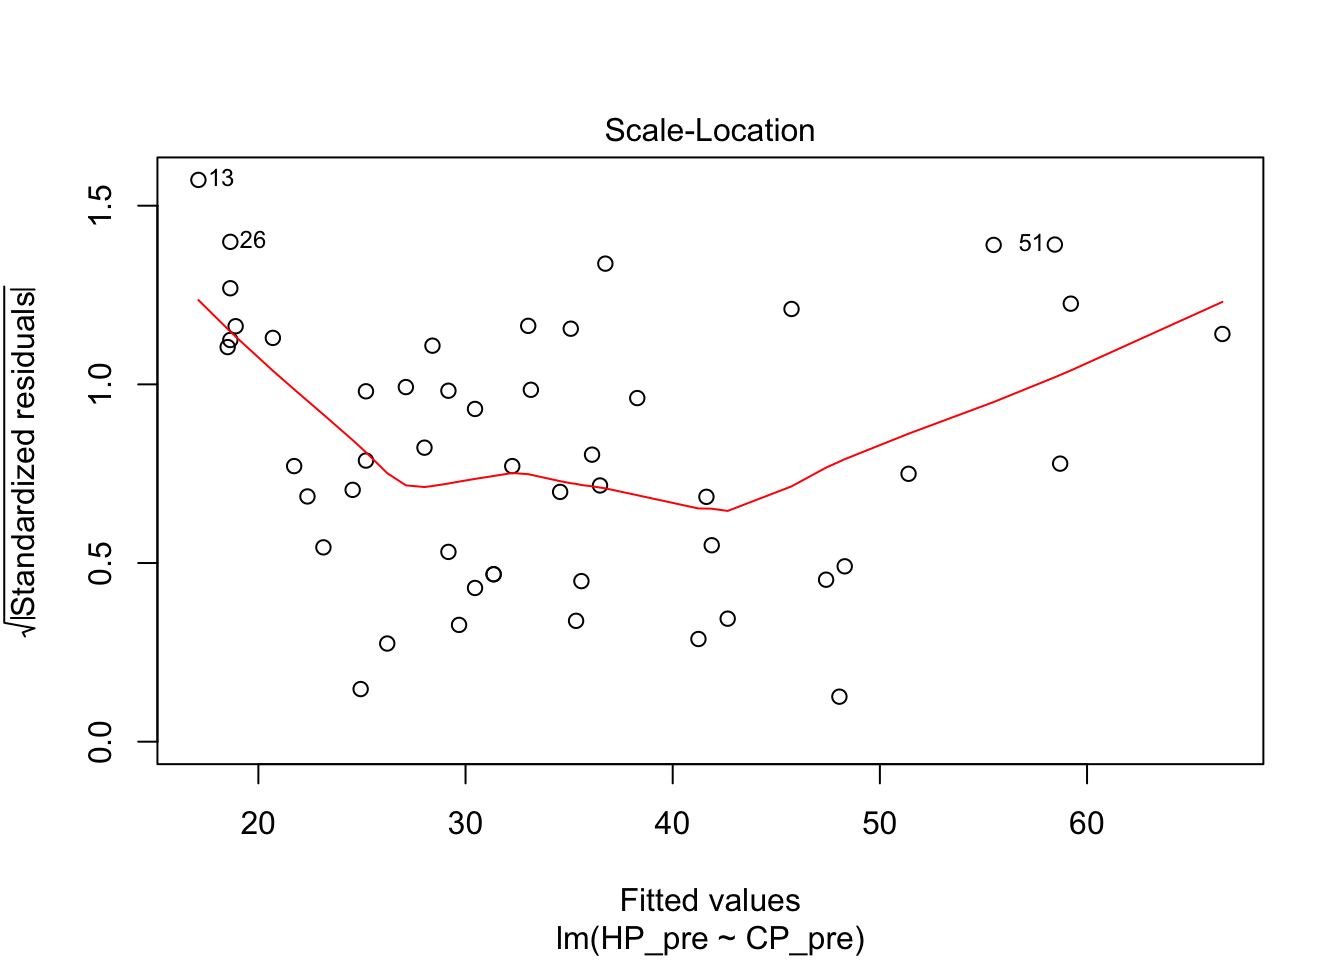 Scale-Location
√|Standardized residuals|
1.5
1.0
0.5
0.0
13
26
51
20 30 40 50 60
Fitted values
lm(HP_pre ~ CP_pre)